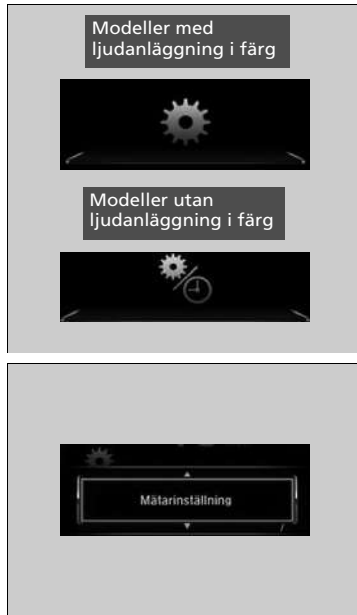 Modeller med
ljudanläggning i färg
Modeller utan
ljudanläggning i färg
Mätarinställning